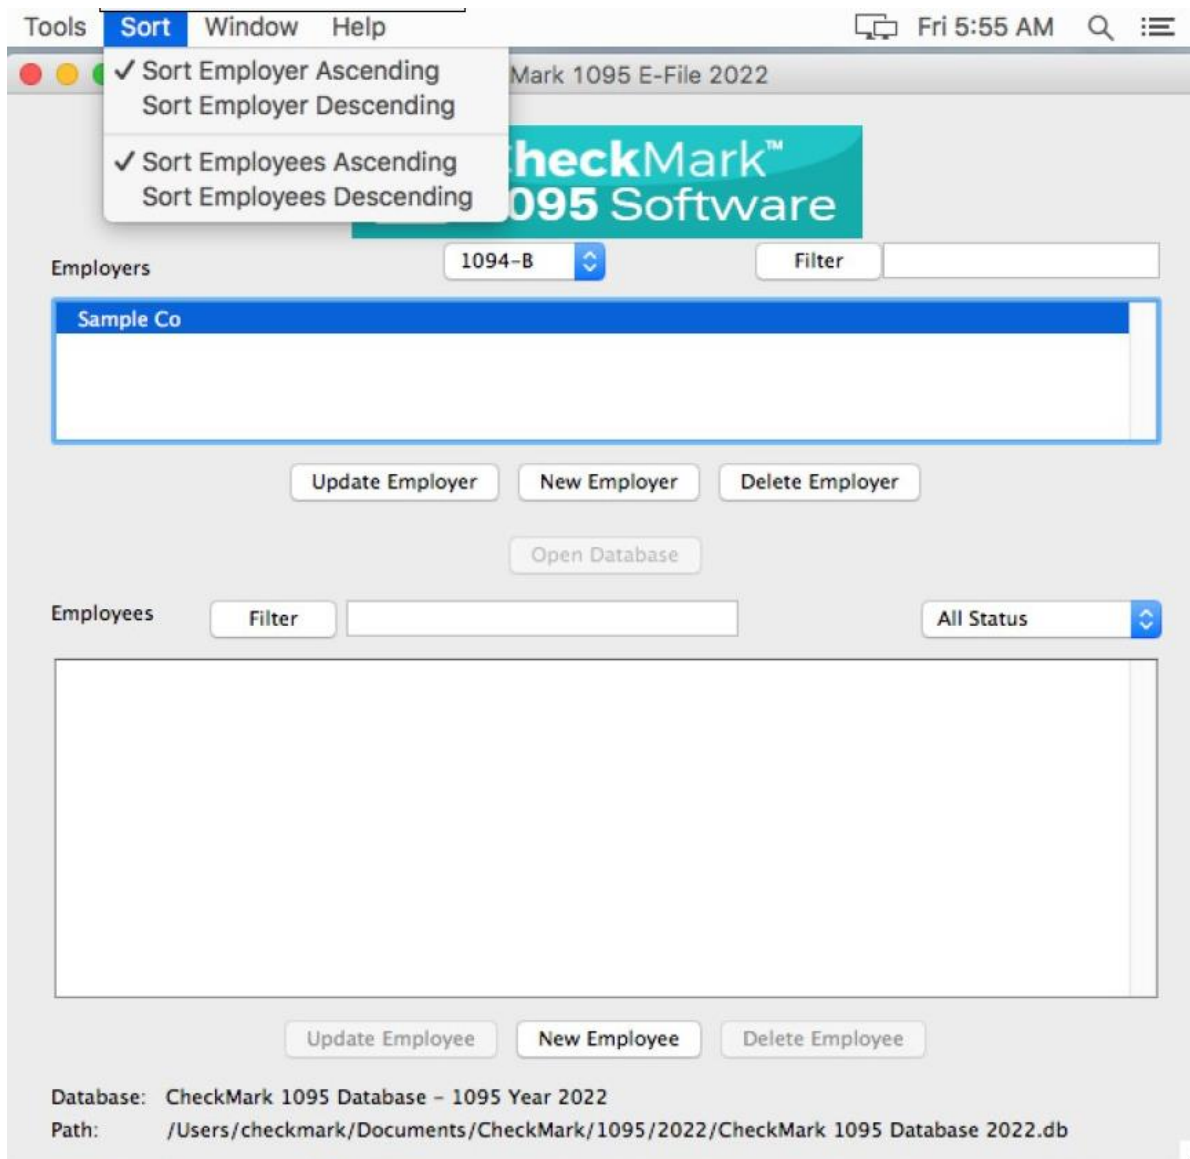 Tools Sort Window Help Fri 5:55 AM
✓ Sort Employer Ascending
Mark 1095 E-File 2022
Sort Employer Descending
✓ Sort Employees Ascending
Sort Employees Descending
heckMark™
095 Software
Employers 1094-B Filter
Sample Co
Update Employer New Employer Delete Employer
Open Database
Employees Filter All Status
Update Employee New Employee Delete Employee
Database: CheckMark 1095 Database - 1095 Year 2022
Path: /Users/checkmark/Documents/CheckMark/1095/2022/CheckMark 1095 Database 2022.db